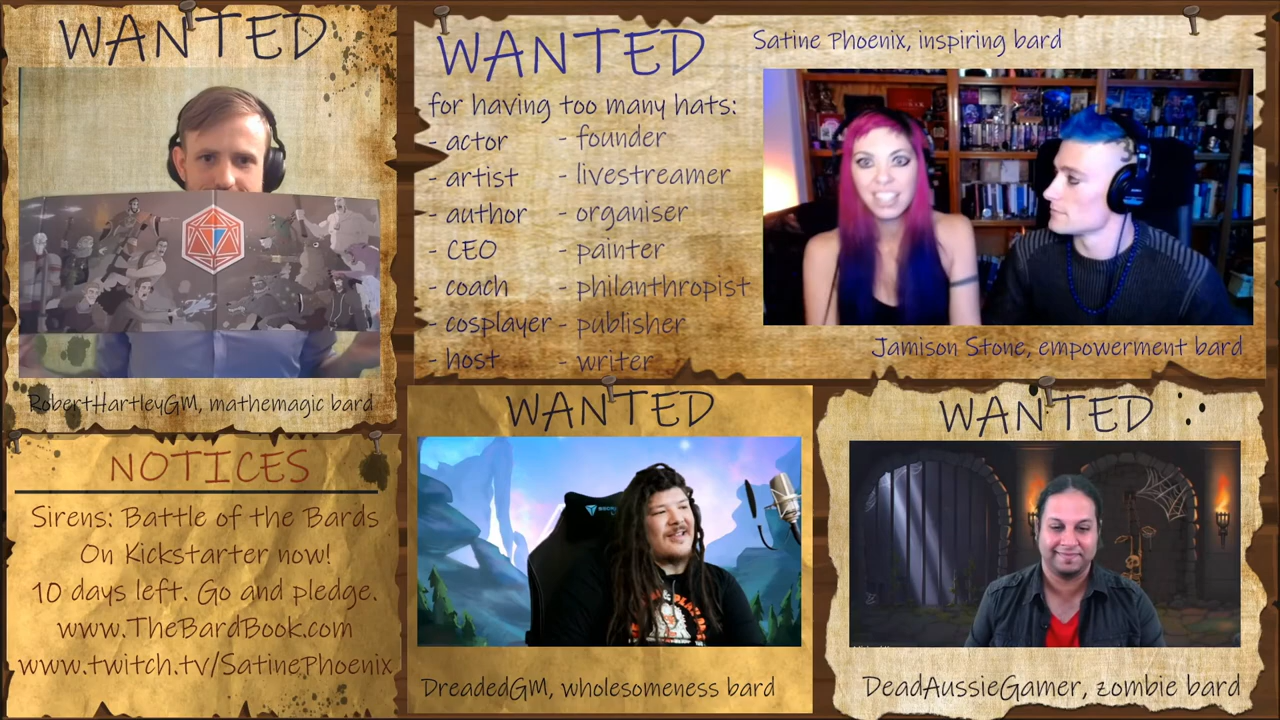 WANTED
RobertHartleyGM, mathemagic bard
NOTICES
Sirens: Battle of the Bards
On Kickstarter now!
10 days left. Go and pledge.
www.TheBardBook.com
www.twitch.tv/SatinePhoenix
WANTED
for having too many hats:
- actor
- artist
- author
- CEO
- coach
- cosplayer
- host
- founder
- livestreamer
- organiser
- painter
- philanthropist
- publisher
- writer
Satine Phoenix, inspiring bard
Jamison Stone, empowerment bard
WANTED
DreadedGM, wholesomeness bard
WANTED
DeadAussieGamer, zombie bard